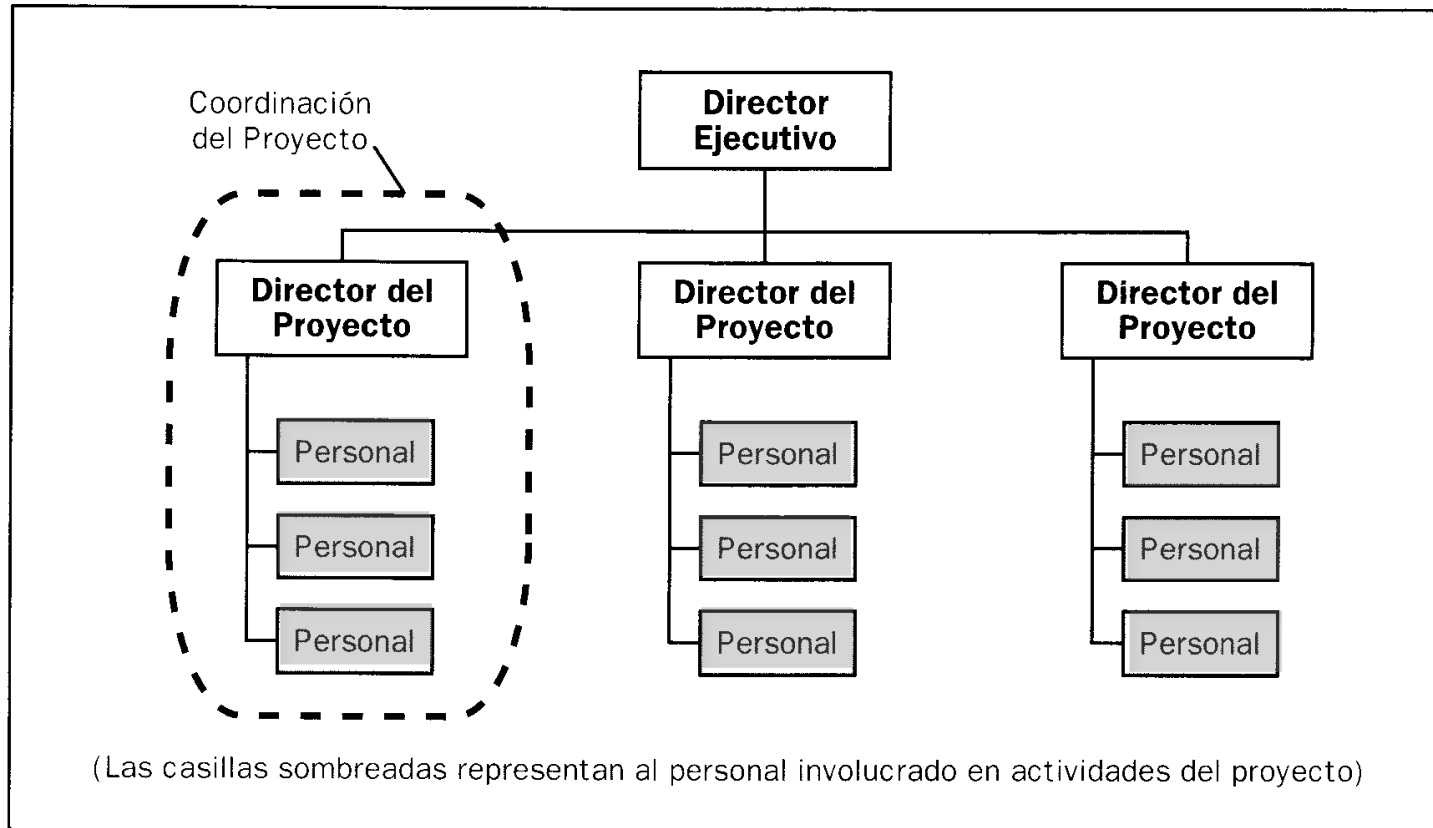 Coordinación
del Proyecto
Director
Ejecutivo
Director del
Proyecto
Director del
Proyecto
Director del
Proyecto
Personal
Personal
Personal
Personal
Personal
Personal
Personal
Personal
Personal
(Las casillas sombreadas representan al personal involucrado en actividades del proyecto)